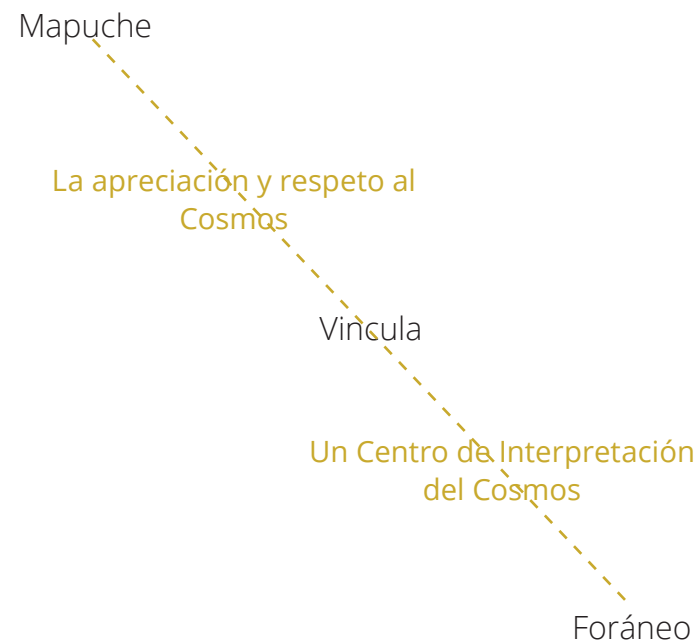 Mapuche
La apreciación y respeto al
Cosmos
Vincula
Un Centro de Interpretación
del Cosmos
Foráneo